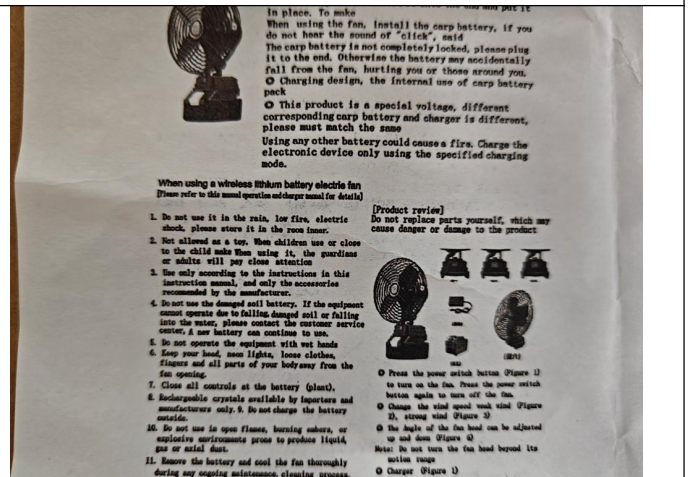 in place. To make
When using the fan, install the carp battery, if you
do not hear the sound of "click", said
The carp battery is not completely locked, please plug
it to the end. Otherwise the battery may accidentally
fall from the fan, hurting you or those around you.
✪ Charging design, the internal use of carp battery
pack
✪ This product is a special voltage, different
corresponding carp battery and charger is different,
please must match the same
Using any other battery could cause a fire. Charge the
electronic device only using the specified charging
mode.
When using a wireless lithium battery electric fan
[Please refer to this manual operation and charger manual for details]
1. Do not use it in the rain, low fire, electric
shock, please store it in the room inner.
2. Not allowed as a toy. When children use or close
to the child make When using it, the guardians
or adults will pay close attention
3. Use only according to the instructions in this
instruction manual, and only the accessories
recommended by the manufacturer.
4. Do not use the damaged soil battery. If the equipment
cannot operate due to falling, damaged soil or falling
into the water, please contact the customer service
center. A new battery can continue to use.
5. Do not operate the equipment with wet hands
6. Keep your head, neon lights, loose clothes,
fingers and all parts of your body away from the
fan opening.
7. Close all controls at the battery (plant).
8. Rechargeable crystals available by importers and
manufacturers only. 9. Do not charge the battery
outside.
10. Do not use in open flames, burning embers, or
explosive environments prone to produce liquid,
gas or axial dust.
11. Remove the battery and cool the fan thoroughly
during any ongoing maintenance, cleaning process,
[Product review]
Do not replace parts yourself, which may
cause danger or damage to the product
✪ Press the power switch button (Figure 1)
to turn on the fan. Press the power switch
button again to turn off the fan.
✪ Change the wind speed weak wind (Figure
2), strong wind (Figure 3)
✪ The Angle of the fan head can be adjusted
up and down (Figure 4)
Note: Do not turn the fan head beyond its
motion range
✪ Charger (Figure 1)